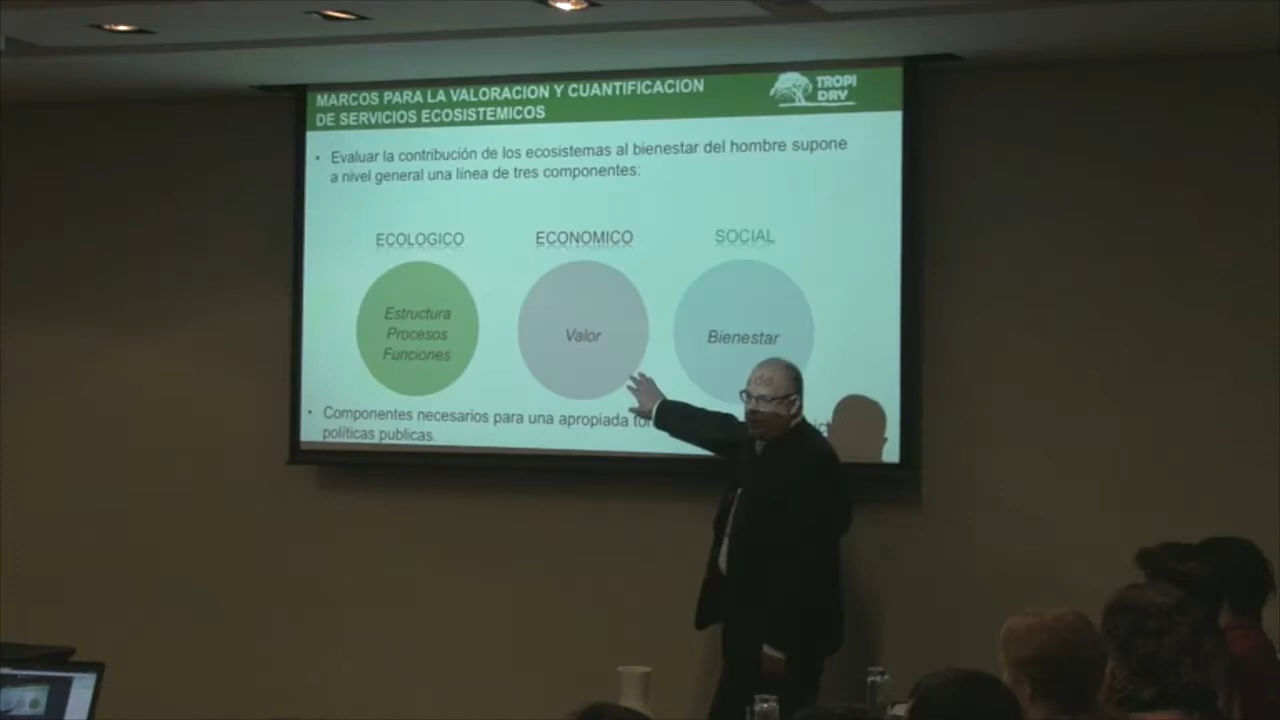 MARCOS PARA LA VALORACION Y CUANTIFICACION
DE SERVICIOS ECOSISTEMICOS
TROPI
DRY
• Evaluar la contribución de los ecosistemas al bienestar del hombre supone
a nivel general una línea de tres componentes:
ECOLOGICO
ECONOMICO
SOCIAL
Estructura
Procesos
Funciones
Valor
Bienestar
• Componentes necesarios para una apropiada
políticas publicas.